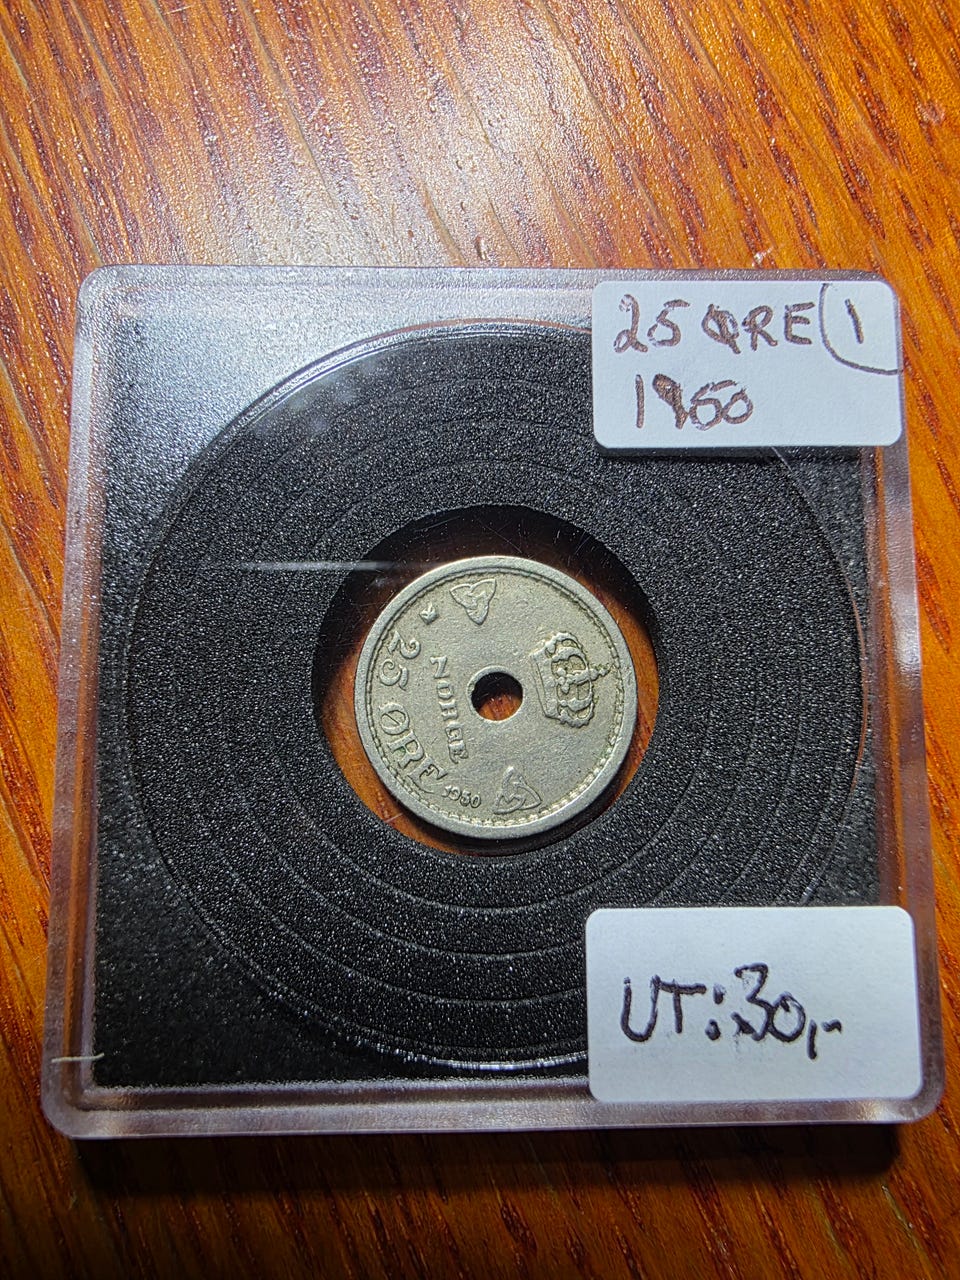 25 ØRE 1
1950
25 ØRE 1950
NORGE
UT: 30,-